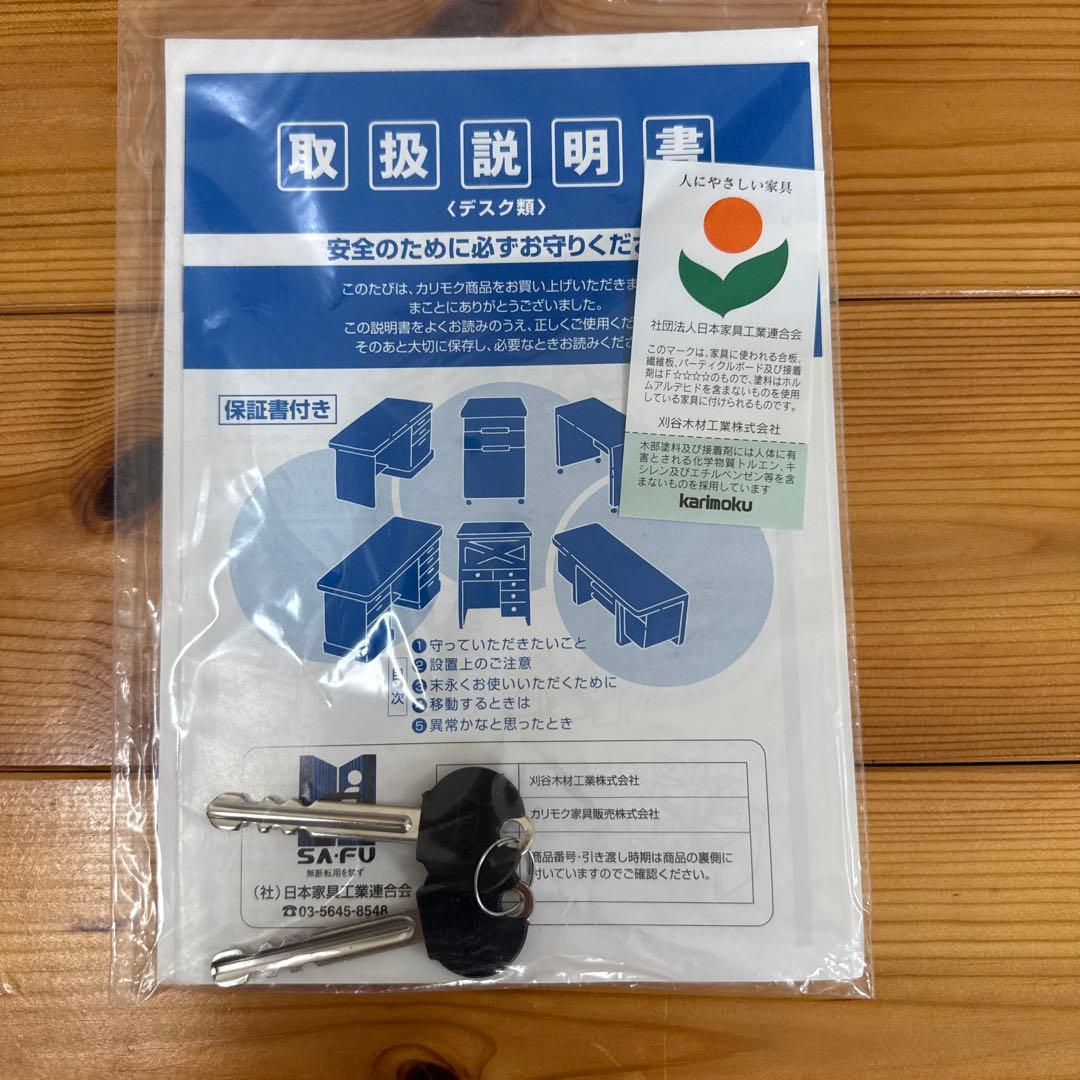 取扱説明書
〈デスク類〉
安全のために必ずお守りくださ
このたびは、カリモク商品をお買い上げいただきま
まことにありがとうございました。
この説明書をよくお読みのうえ、正しくご使用くだ
そのあと大切に保存し、必要なときお読みくださ
人にやさしい家具
社団法人日本家具工業連合会
このマークは、家具に使われる合板、
繊維板、パーティクルボード及び接着
剤はF☆☆☆☆のもので、塗料はホル
ムアルデヒドを含まないものを使用
している家具に付けられるものです。
刈谷木材工業株式会社
木部塗料及び接着剤には人体に有
害とされる化学物質トルエン、キ
シレン及びエチルベンゼン等を含
まないものを採用しています
karimoku
保証書付き
目次
1 守っていただきたいこと
2 設置上のご注意
3 末永くお使いいただくために
4 移動するときは
5 異常かなと思ったとき
SA・FU
無断転用を禁ず
(社)日本家具工業連合会
☎03-5645-8548
刈谷木材工業株式会社
カリモク家具販売株式会社
商品番号・引き渡し時期は商品の裏側に
付いていますのでご確認ください。